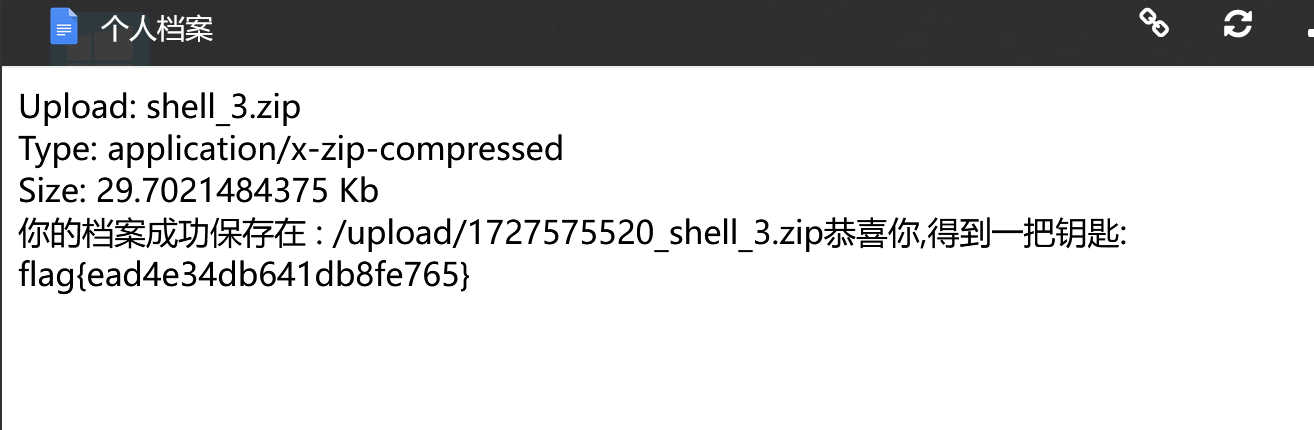 个人档案
Upload: shell_3.zip
Type: application/x-zip-compressed
Size: 29.7021484375 Kb
你的档案成功保存在 : /upload/1727575520_shell_3.zip恭喜你,得到一把钥匙:
flag{ead4e34db641db8fe765}